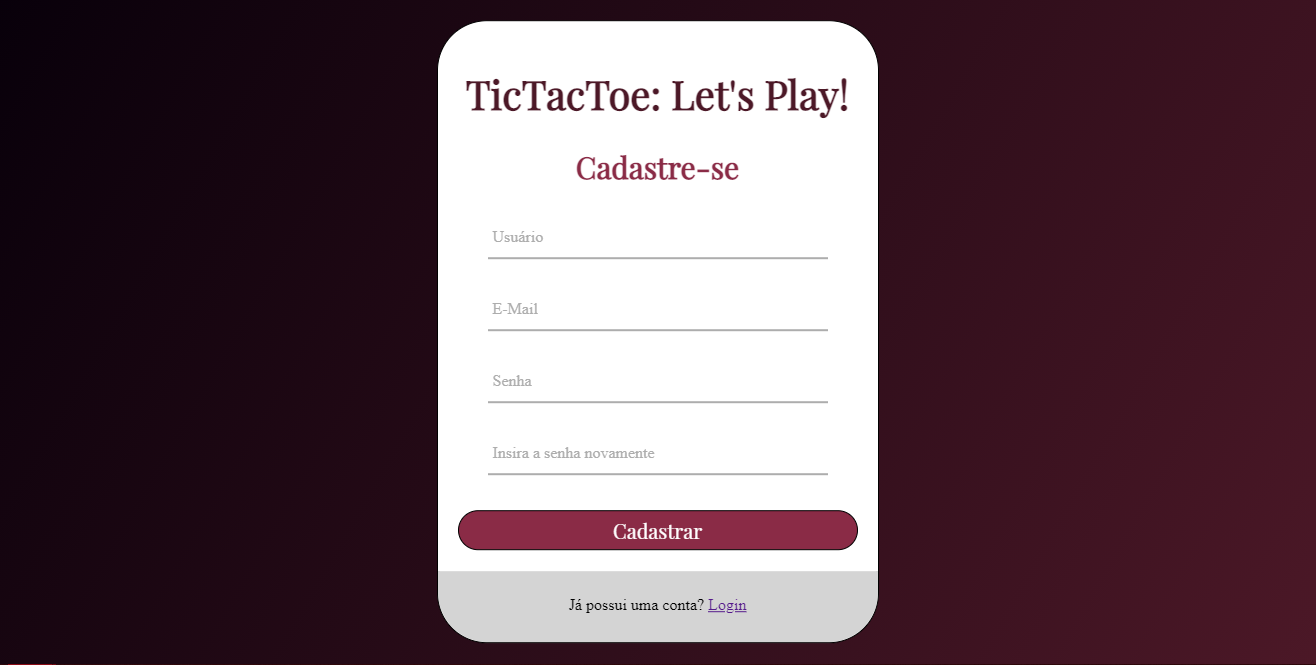 TicTacToe: Let's Play!
Cadastre-se
Usuário
E-Mail
Senha
Insira a senha novamente
Cadastrar
Já possui uma conta? Login